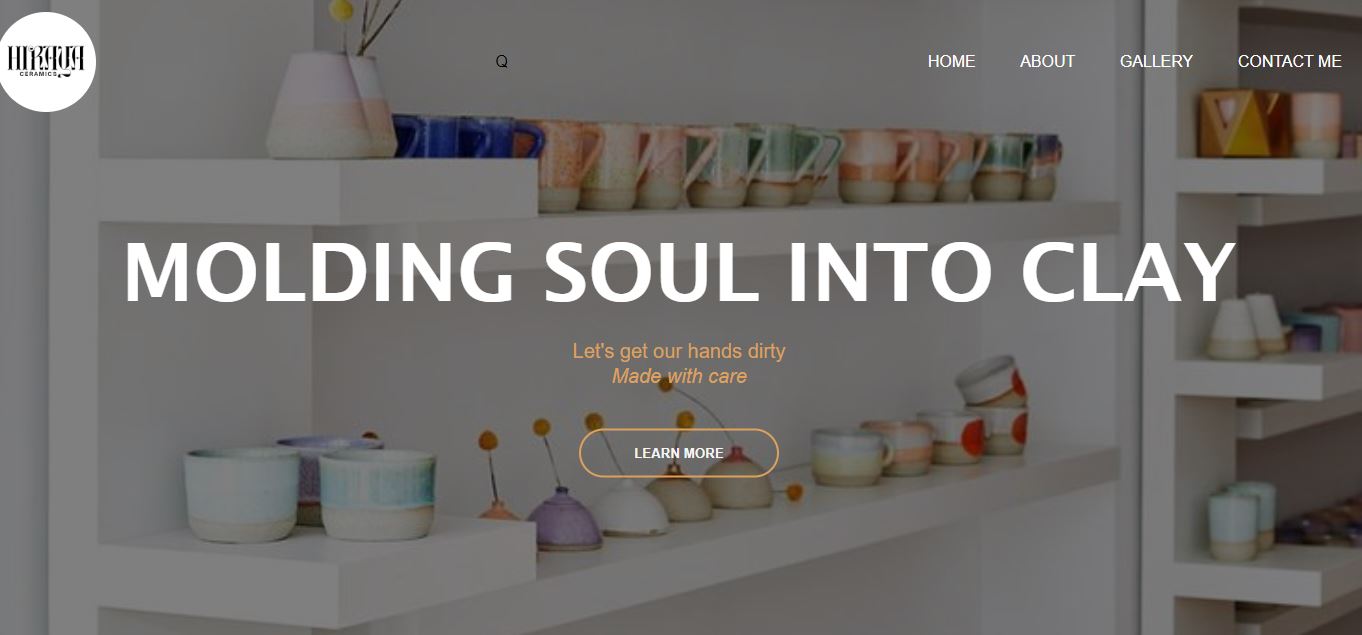 HIRAYA
CERAMICS
Q
HOME ABOUT GALLERY CONTACT ME
MOLDING SOUL INTO CLAY
Let's get our hands dirty
Made with care
LEARN MORE